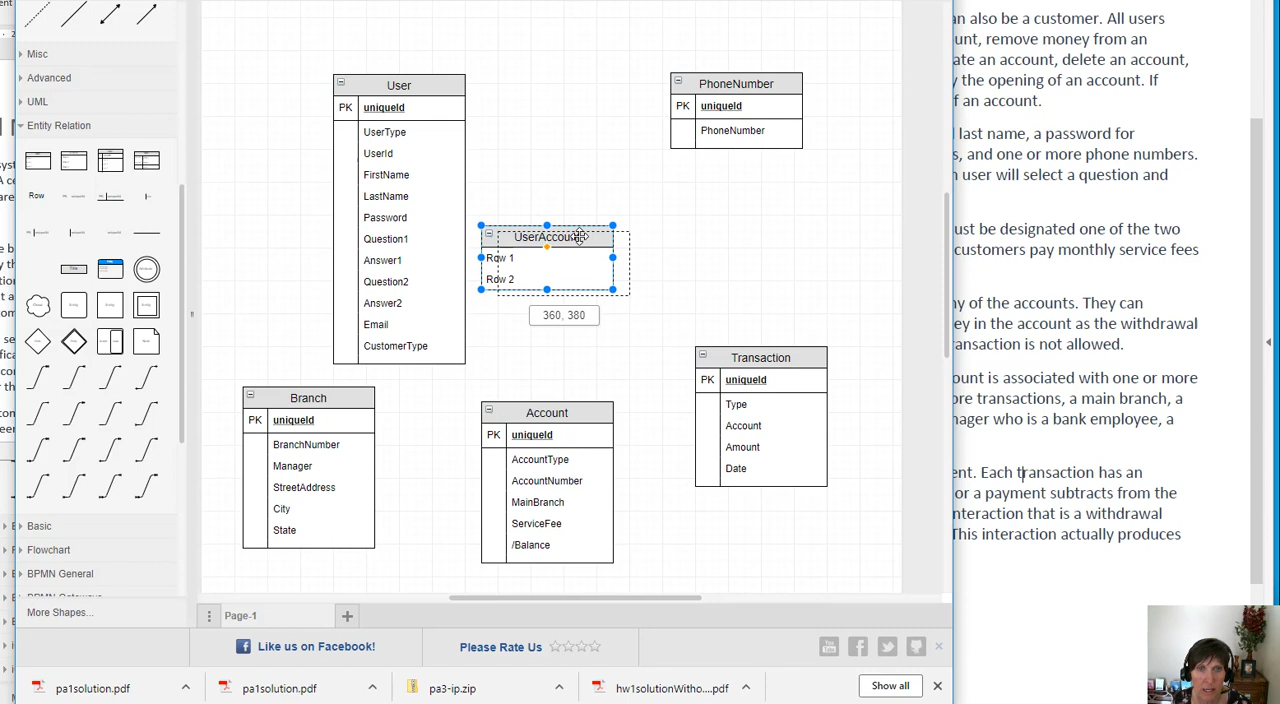 Misc
Advanced
UML
Entity Relation
Row
Basic
Flowchart
BPMN General
More Shapes...
User
PK uniqueId
UserType
UserId
FirstName
LastName
Password
Question1
Answer1
Question2
Answer2
Email
CustomerType
PhoneNumber
PK uniqueId
PhoneNumber
Row 1
Row 2
360, 380
Branch
PK uniqueId
BranchNumber
Manager
StreetAddress
City
State
Account
PK uniqueId
AccountType
AccountNumber
MainBranch
ServiceFee
/Balance
Transaction
PK uniqueId
Type
Account
Amount
Date
an also be a customer. All users
unt, remove money from an
ate an account, delete an account,
y the opening of an account. If
f an account.
l last name, a password for
s, and one or more phone numbers.
n user will select a question and
ust be designated one of the two
customers pay monthly service fees
ny of the accounts. They can
ey in the account as the withdrawal
ransaction is not allowed.
ount is associated with one or more
ore transactions, a main branch, a
nager who is a bank employee, a
ent. Each transaction has an
or a payment subtracts from the
nteraction that is a withdrawal
This interaction actually produces
Page-1
Like us on Facebook!
Please Rate Us
You Tube
pa1solution.pdf
pa1solution.pdf
pa3-ip.zip
hw1solutionWitho....pdf
Show all